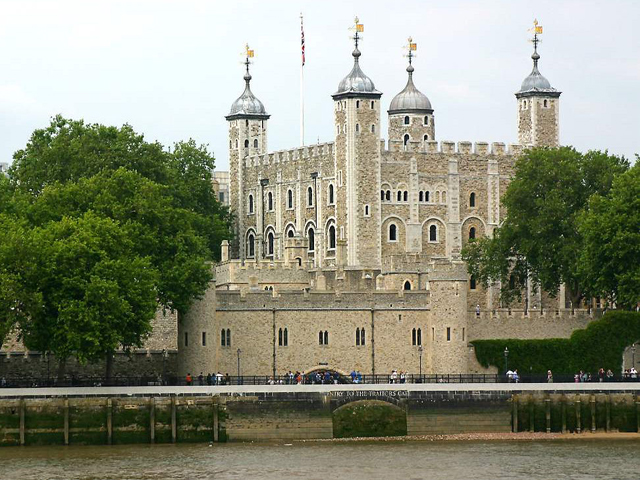 ENTRY TO THE TRAITORS GATE